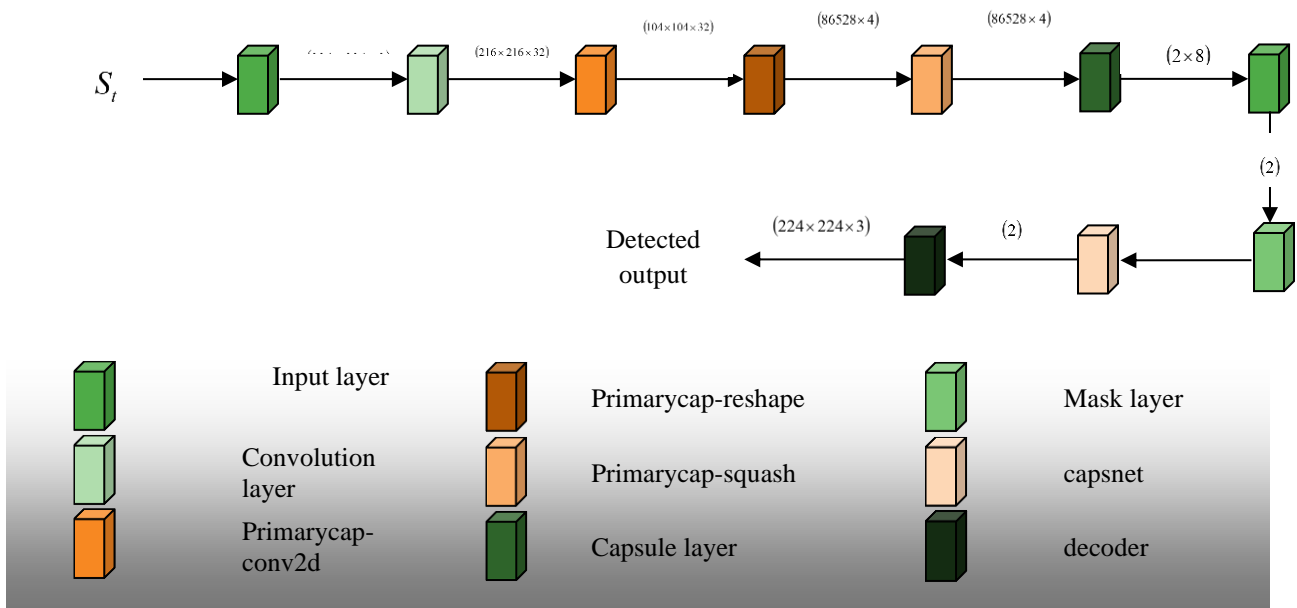 S_t
(216×216×32)
(104×104×32)
(86528×4)
(86528×4)
(2×8)
(2)
Detected
output
(224×224×3)
(2)
Input layer
Primarycap-reshape
Mask layer
Convolution
layer
Primarycap-squash
capsnet
Primarycap-
conv2d
Capsule layer
decoder